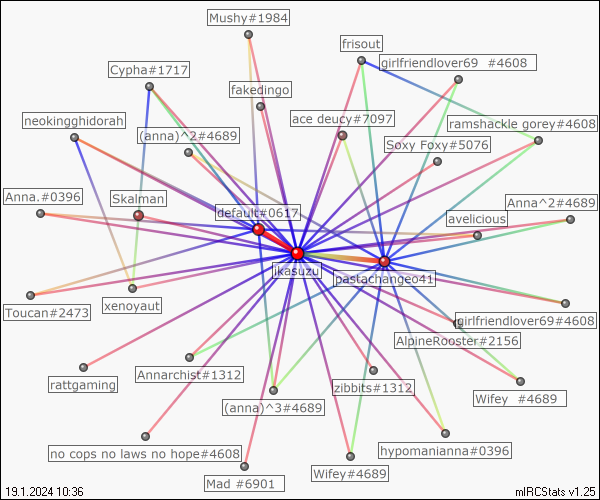 Mushy#1984
frisout
girlfriendlover69 #4608
Cypha#1717
fakedingo
neokingghidorah
(anna)^2#4689
ace deucy#7097
ramshackle gorey#4608
Soxy Foxy#5076
Anna.#0396
Skalman
default#0617
Anna^2#4689
avelicious
jkasuzu
pastachangeo41
Toucan#2473
xenoyaut
girlfriendlover69#4608
AlpineRooster#2156
rattgaming
Annarchist#1312
zibbits#1312
(anna)^3#4689
Wifey #4689
no cops no laws no hope#4608
hypomanianna#0396
Mad #6901
Wifey#4689
19.1.2024 10:36
mIRCStats v1.25